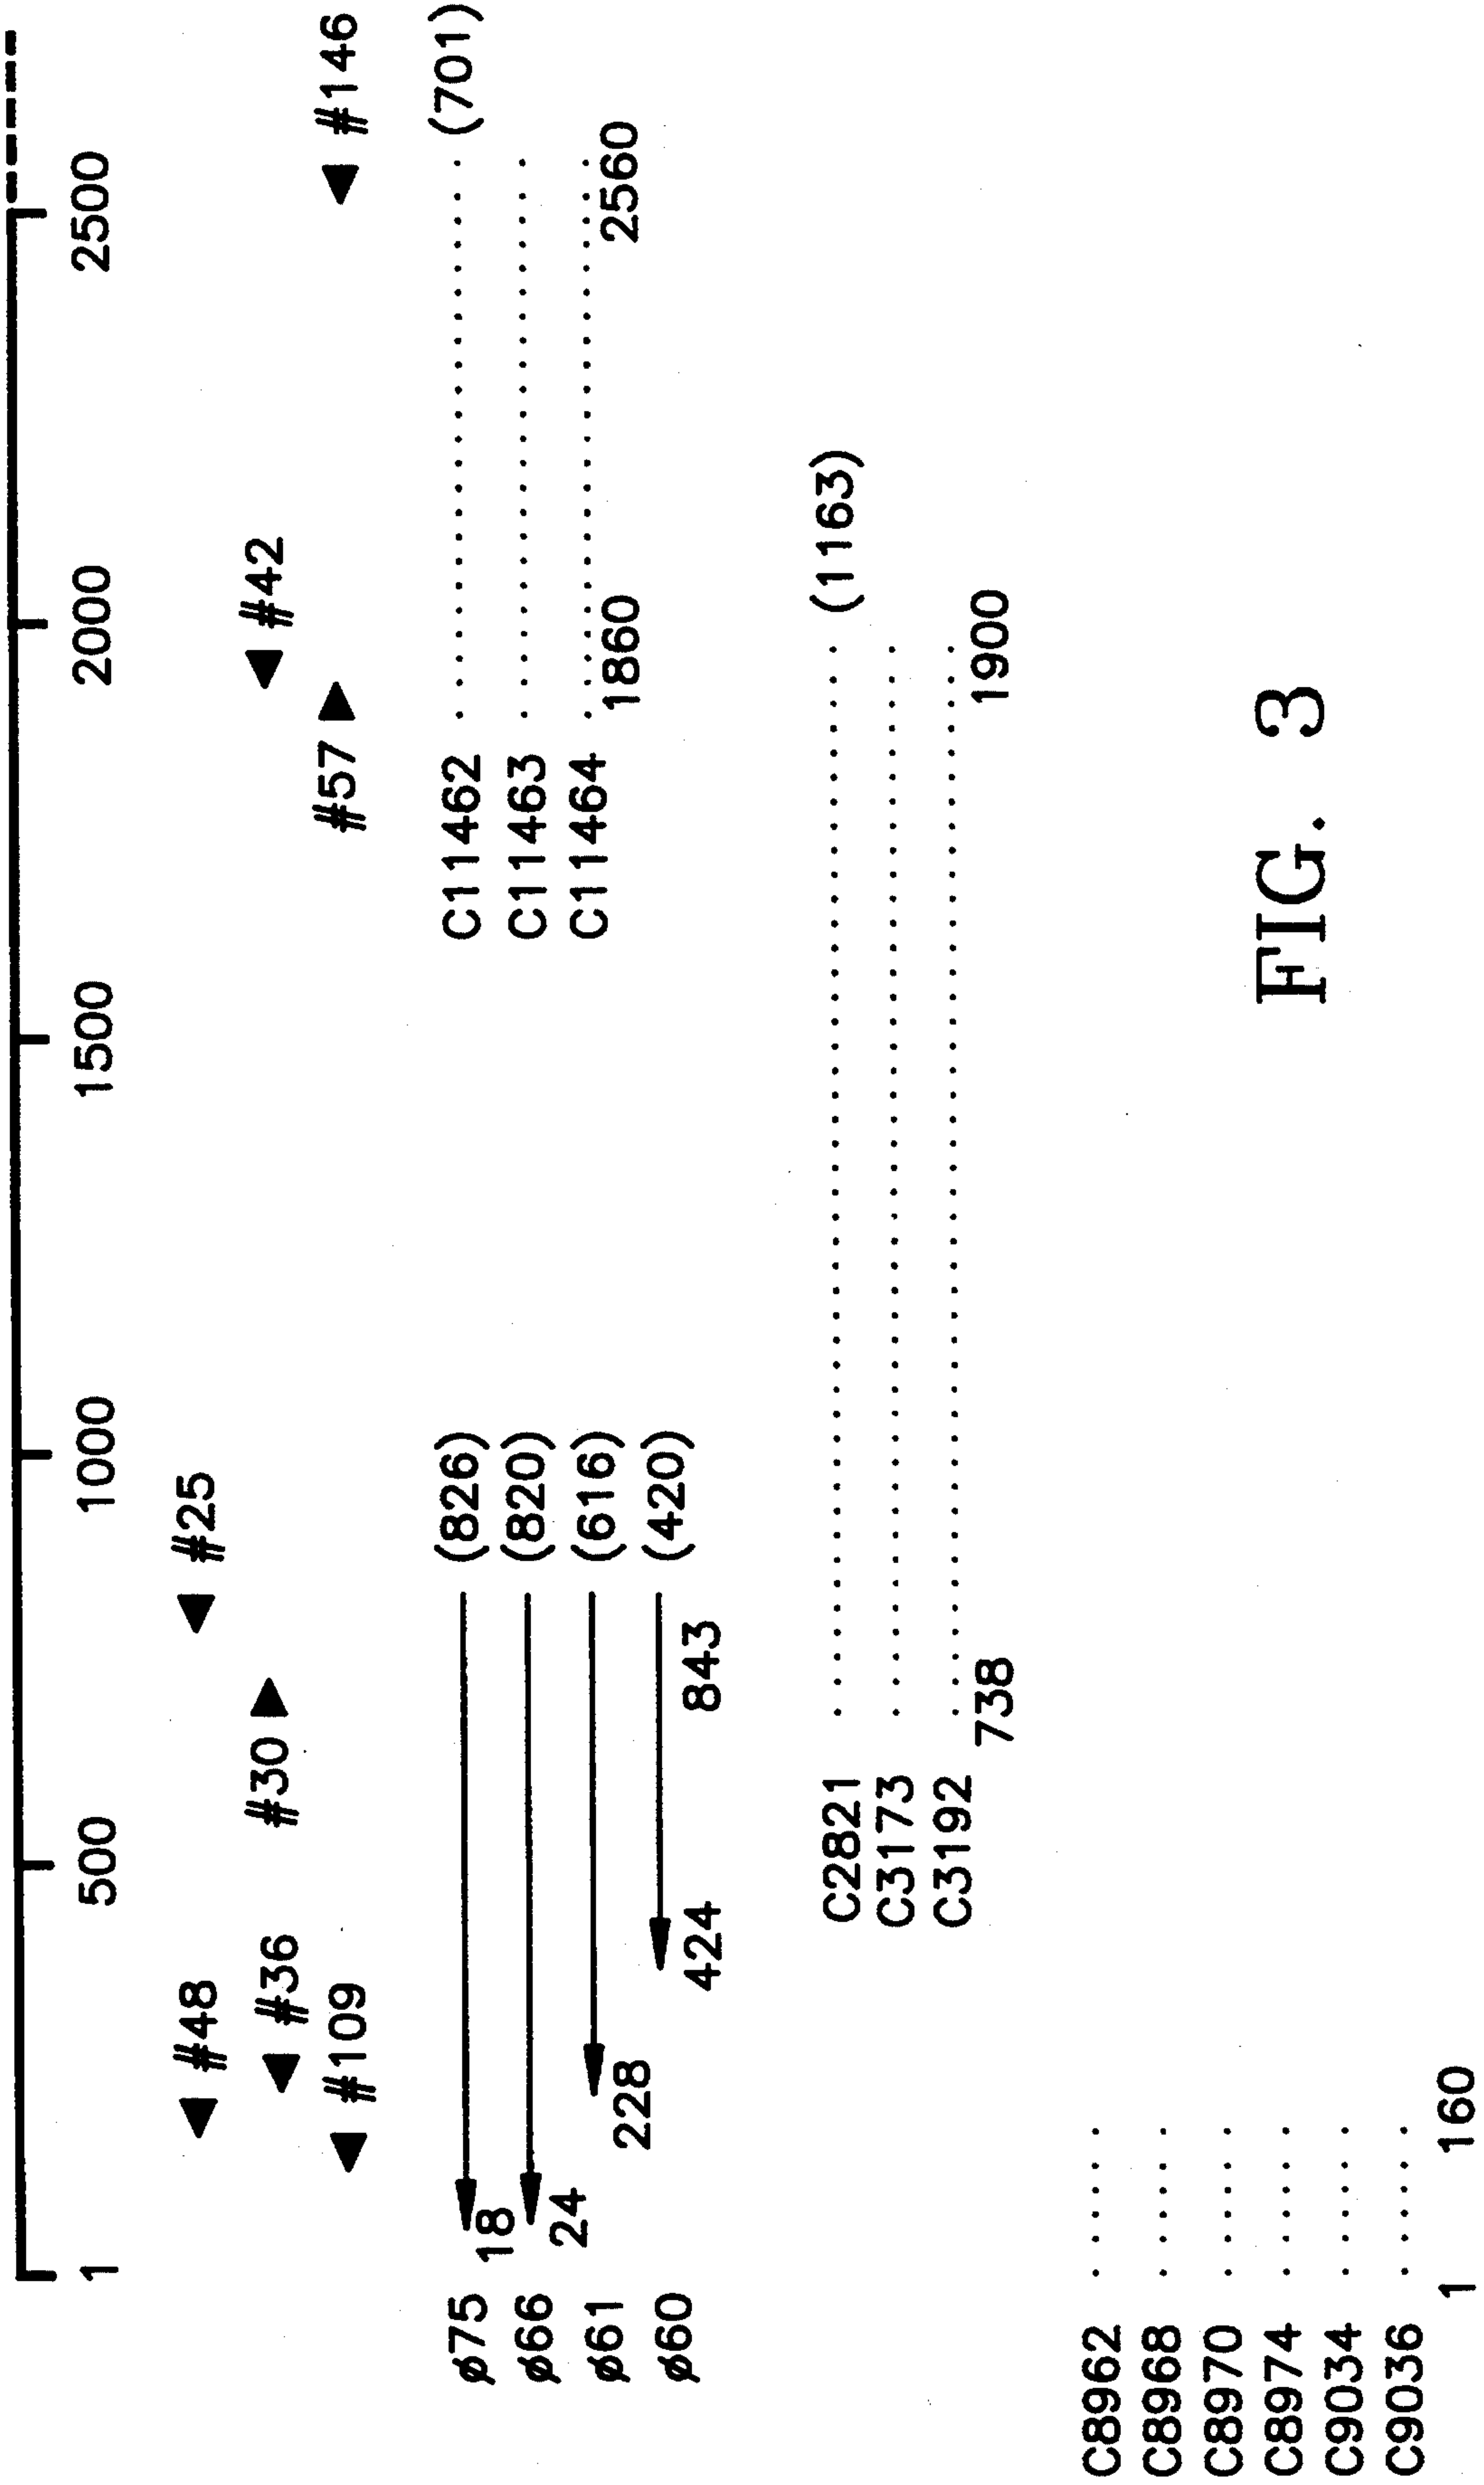 1 500 1000 1500 2000 2500
#48 #25
#36 #30 #42
#109 #57 #146
ø75 (826) C11462 (701)
18
ø66 (820) C11463
24
ø61 (616) C11464
228 1860 2560
ø60 (420)
424 843
C2821 (1163)
C3173
C3192
738 1900
C8962
C8968
C8970
C8974
C9034
C9036
1 160
FIG. 3